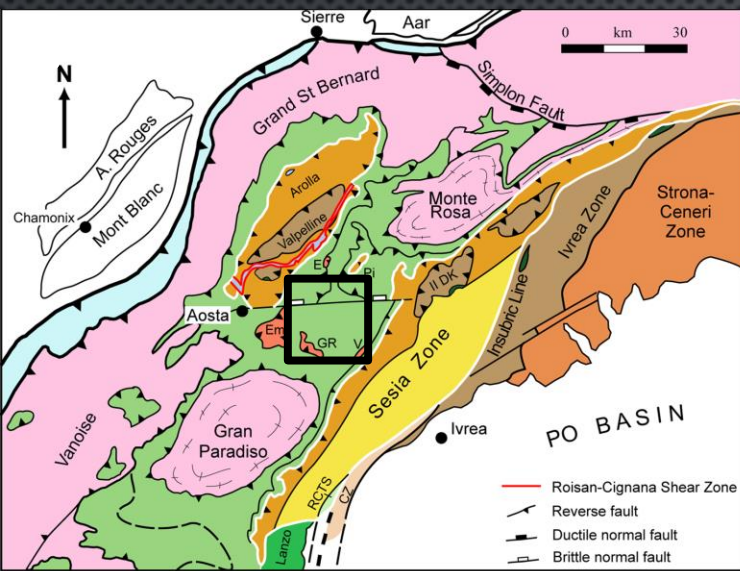 Sierre
Aar
0 km 30
N
Grand St Bernard
Simplon Fault
A. Rouges
Mont Blanc
Chamonix
Arolla
Valpelline
Monte
Rosa
Strona-
Ceneri
Zone
Ivrea Zone
Insubric Line
II DK
Pi
Aosta
Em
GR
Sesia Zone
Vanoise
Gran
Paradiso
Ivrea
PO BASIN
RCTS
CZ
Lanzo
Roisan-Cignana Shear Zone
Reverse fault
Ductile normal fault
Brittle normal fault